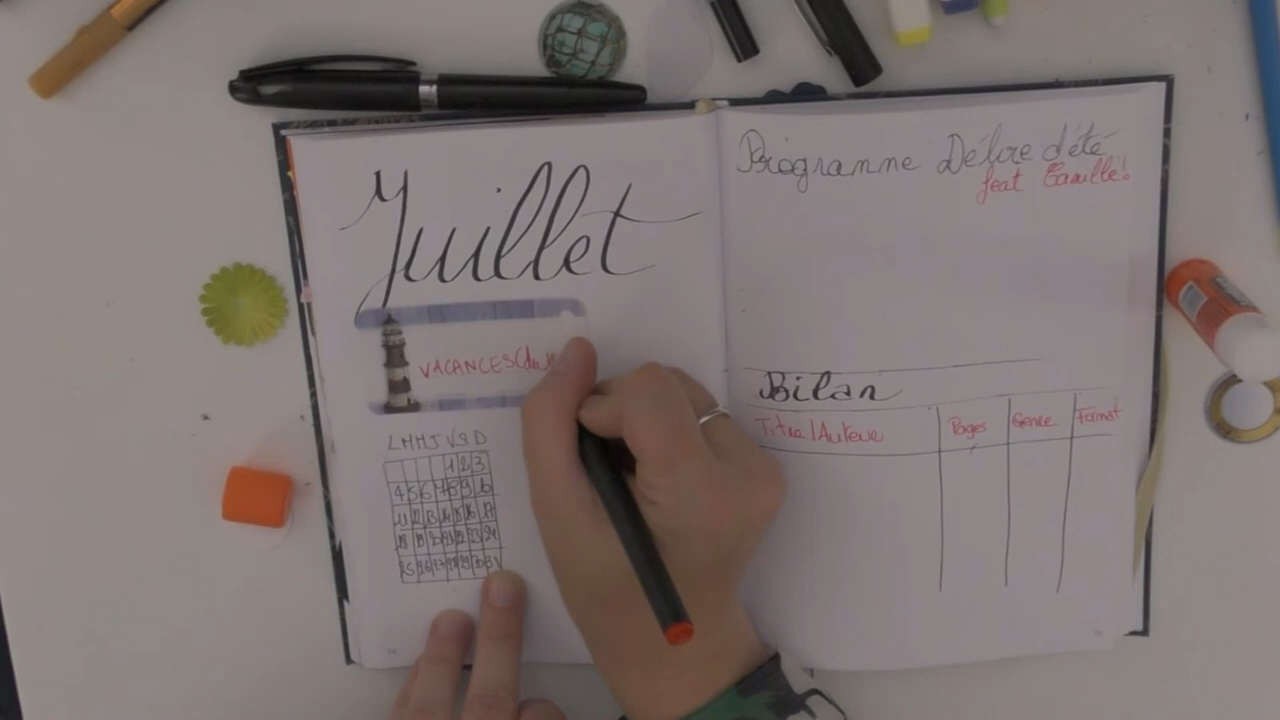 Juillet
VACANCES (du
L M M J V S D
1 2 3
4 5 6 7 8 9 10
11 12 13 14 15 16 17
18 19 20 21 22 23 24
25 26 27 28 29 30 31
Programme Délire d'été
feat Camille!
Bilan
Titre/Auteur Pages Genre Format